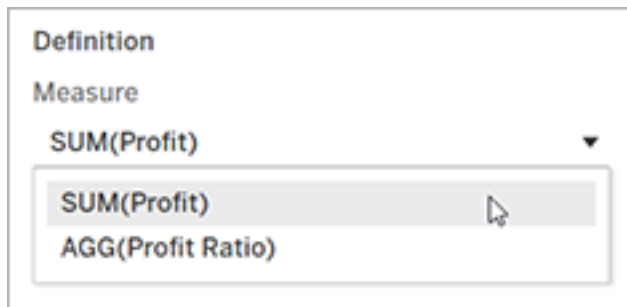 Definition
Measure
SUM(Profit)
SUM(Profit)
AGG(Profit Ratio)